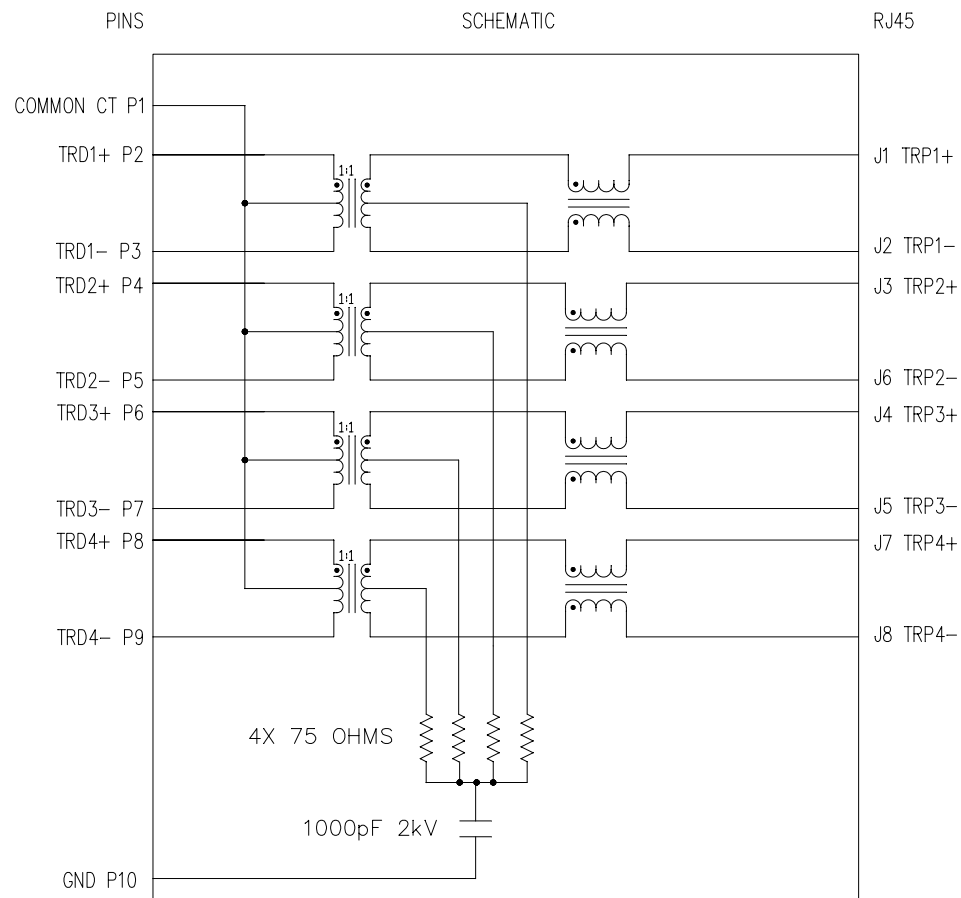 PINS SCHEMATIC RJ45
COMMON CT P1
TRD1+ P2
1:1
J1 TRP1+
TRD1- P3
J2 TRP1-
TRD2+ P4
1:1
J3 TRP2+
TRD2- P5
J6 TRP2-
TRD3+ P6
1:1
J4 TRP3+
TRD3- P7
J5 TRP3-
TRD4+ P8
1:1
J7 TRP4+
TRD4- P9
J8 TRP4-
4X 75 OHMS
1000pF 2kV
GND P10